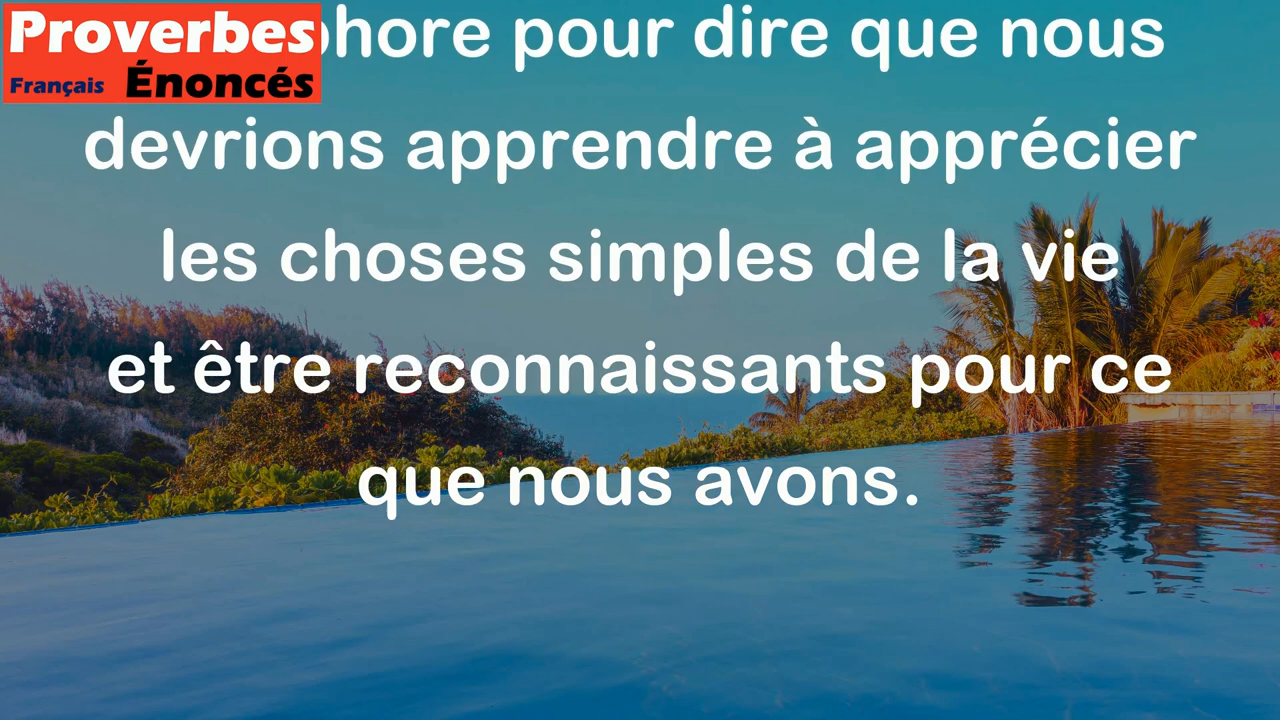 Proverbes
Français Énoncés
phore pour dire que nous
devrions apprendre à apprécier
les choses simples de la vie
et être reconnaissants pour ce
que nous avons.